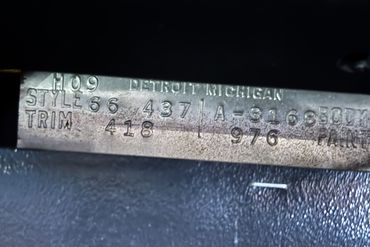 H09 DETROIT MICHIGAN
STYLE 66 437 A-3168 BODY
TRIM 418 976 PAINT